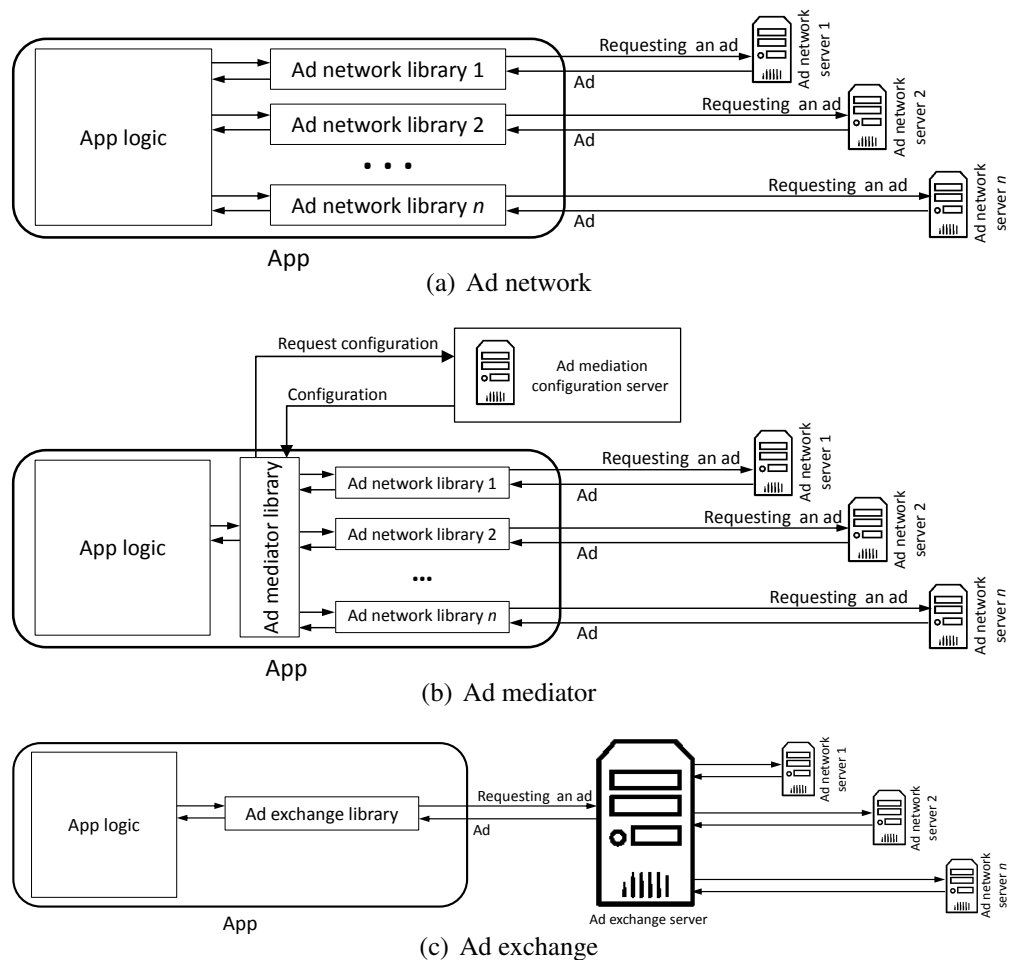 App logic
Ad network library 1
Ad network library 2
. . .
Ad network library n
App
Requesting an ad
Ad
Ad network
server 1
Requesting an ad
Ad
Ad network
server 2
Requesting an ad
Ad
Ad network
server n
(a) Ad network
Request configuration
Configuration
Ad mediation
configuration server
App logic
Ad mediator library
Ad network library 1
Ad network library 2
...
Ad network library n
App
Requesting an ad
Ad
Ad network
server 1
Requesting an ad
Ad
Ad network
server 2
Requesting an ad
Ad
Ad network
server n
(b) Ad mediator
App logic
Ad exchange library
App
Requesting an ad
Ad
Ad exchange server
Ad network
server 1
Ad network
server 2
Ad network
server n
(c) Ad exchange